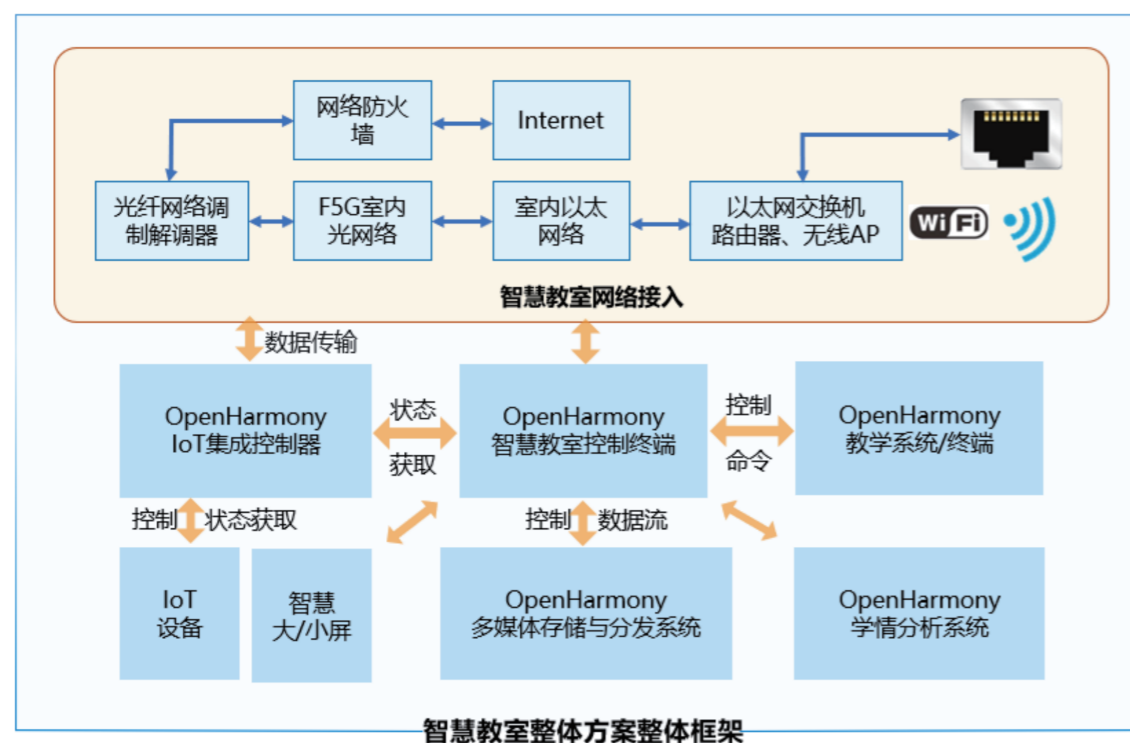 网络防火
墙
Internet
光纤网络调
制解调器
F5G室内
光网络
室内以太
网络
以太网交换机
路由器、无线AP
WiFi
智慧教室网络接入
数据传输
OpenHarmony
IoT集成控制器
状态
获取
OpenHarmony
智慧教室控制终端
控制
命令
OpenHarmony
教学系统/终端
控制
状态获取
控制
数据流
IoT
设备
智慧
大/小屏
OpenHarmony
多媒体存储与分发系统
OpenHarmony
学情分析系统
智慧教室整体方案整体框架